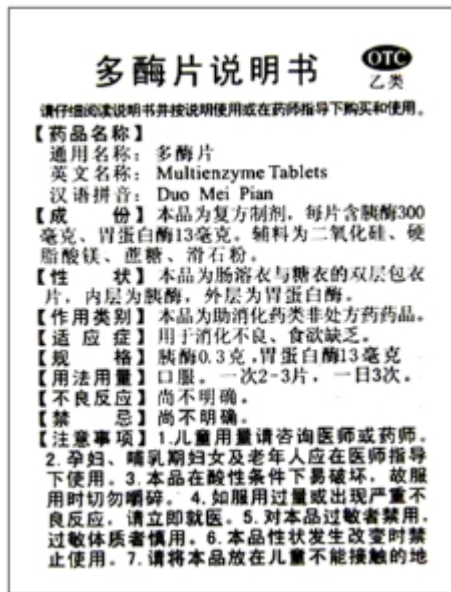 多酶片说明书
OTC
乙类
请仔细阅读说明书并按说明使用或在药师指导下购买和使用。
【药品名称】
通用名称：多酶片
英文名称：Multienzyme Tablets
汉语拼音：Duo Mei Pian
【成　份】本品为复方制剂，每片含胰酶300
毫克、胃蛋白酶13毫克。辅料为二氧化硅、硬
脂酸镁、蔗糖、滑石粉。
【性　状】本品为肠溶衣与糖衣的双层包衣
片，内层为胰酶，外层为胃蛋白酶。
【作用类别】本品为助消化药类非处方药药品。
【适应症】用于消化不良、食欲缺乏。
【规　格】胰酶0.3克，胃蛋白酶13毫克
【用法用量】口服。一次2-3片，一日3次。
【不良反应】尚不明确。
【禁　忌】尚不明确。
【注意事项】1.儿童用量请咨询医师或药师。
2.孕妇、哺乳期妇女及老年人应在医师指导
下使用。3.本品在酸性条件下易破坏，故服
用时切勿嚼碎。4.如服用过量或出现严重不
良反应，请立即就医。5.对本品过敏者禁用，
过敏体质者慎用。6.本品性状发生改变时禁
止使用。7.请将本品放在儿童不能接触的地